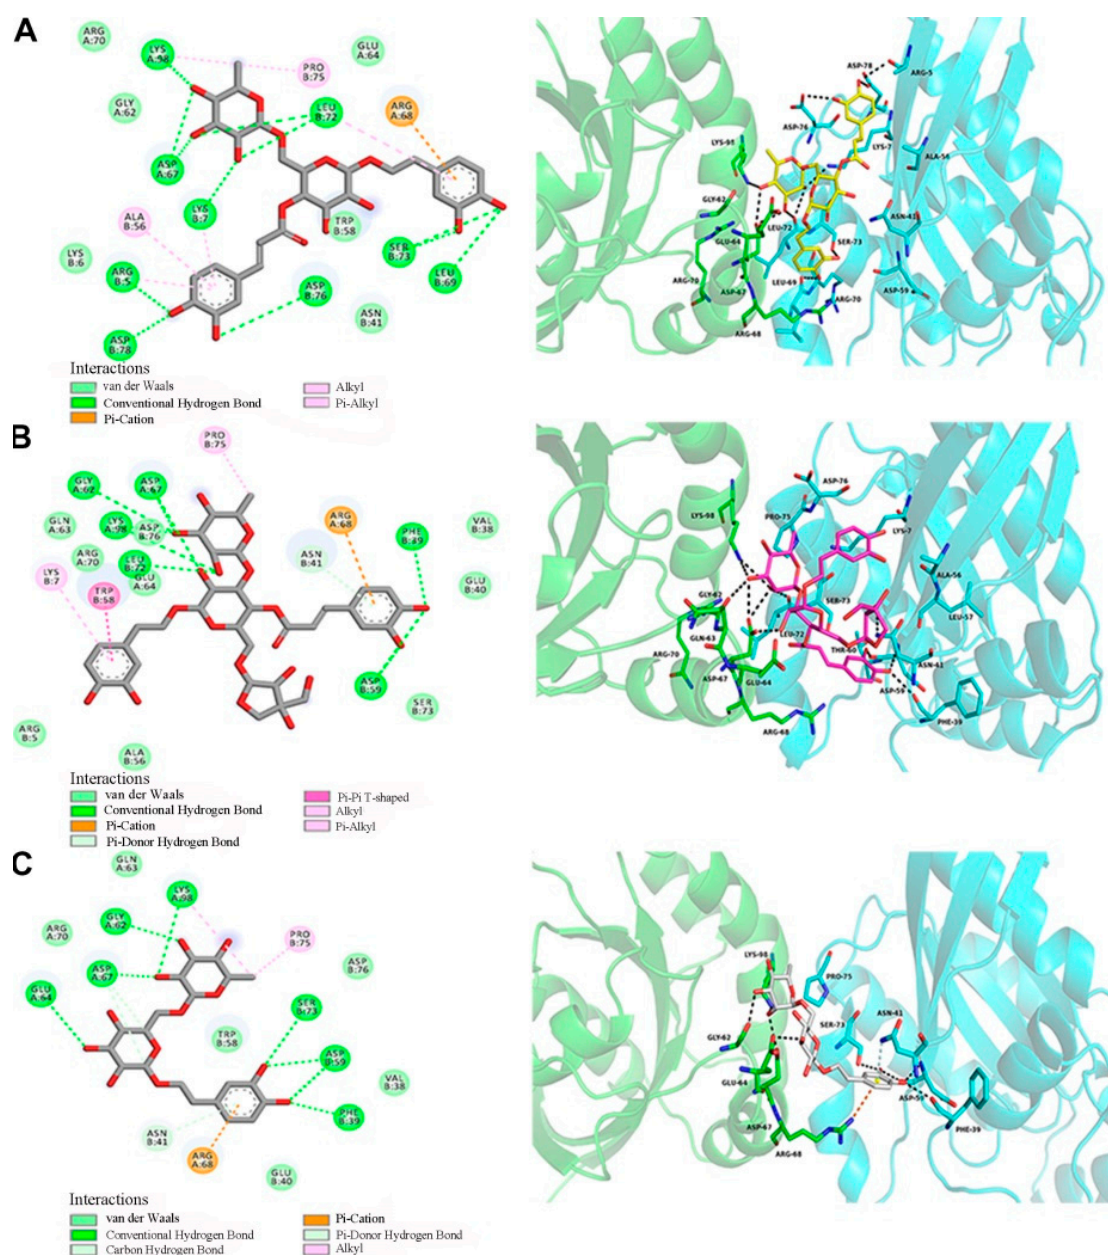 A
ARG
A:70
LYS
A:98
PRO
B:75
GLU
A:64
GLY
A:62
LEU
B:72
ARG
A:68
ASP
A:67
LYS
B:7
TRP
B:58
ALA
B:56
LYS
B:6
ARG
B:5
SER
B:73
LEU
B:69
ASP
B:76
ASN
B:41
ASP
B:78
Interactions
van der Waals
Conventional Hydrogen Bond
Pi-Cation
Alkyl
Pi-Alkyl
ASP-78
ARG-5
ASP-76
LYS-7
LYS-98
ALA-56
GLY-62
ASN-41
GLU-64
LEU-72
SER-73
ARG-70
ASP-67
LEU-69
ARG-70
ASP-59
ARG-68
B
PRO
B:75
GLY
A:62
ASP
A:67
GLN
A:63
LYS
A:98
ASP
B:76
ARG
A:68
PHE
B:39
VAL
B:38
ARG
A:70
LEU
B:72
GLU
A:64
ASN
B:41
LYS
B:7
TRP
B:68
GLU
B:40
ASP
B:59
SER
B:73
ARG
B:5
ALA
B:56
Interactions
van der Waals
Conventional Hydrogen Bond
Pi-Cation
Pi-Donor Hydrogen Bond
Pi-Pi T-shaped
Alkyl
Pi-Alkyl
ASP-76
LYS-98
PRO-75
LYS-7
ALA-56
GLY-62
SER-73
LEU-57
GLN-63
LEU-72
THR-60
ARG-70
ASN-41
ASP-67
GLU-64
ASP-59
PHE-39
ARG-68
C
GLN
A:63
LYS
A:98
GLY
A:62
ARG
A:70
PRO
B:75
ASP
A:67
ASP
B:76
GLU
A:64
SER
B:73
TRP
B:58
ASP
B:59
VAL
B:38
PHE
B:39
ASN
B:41
ARG
A:68
GLU
B:40
Interactions
van der Waals
Conventional Hydrogen Bond
Carbon Hydrogen Bond
Pi-Cation
Pi-Donor Hydrogen Bond
Alkyl
LYS-98
PRO-75
SER-73
ASN-41
GLY-62
GLU-64
ASP-59
ASP-67
PHE-39
ARG-68